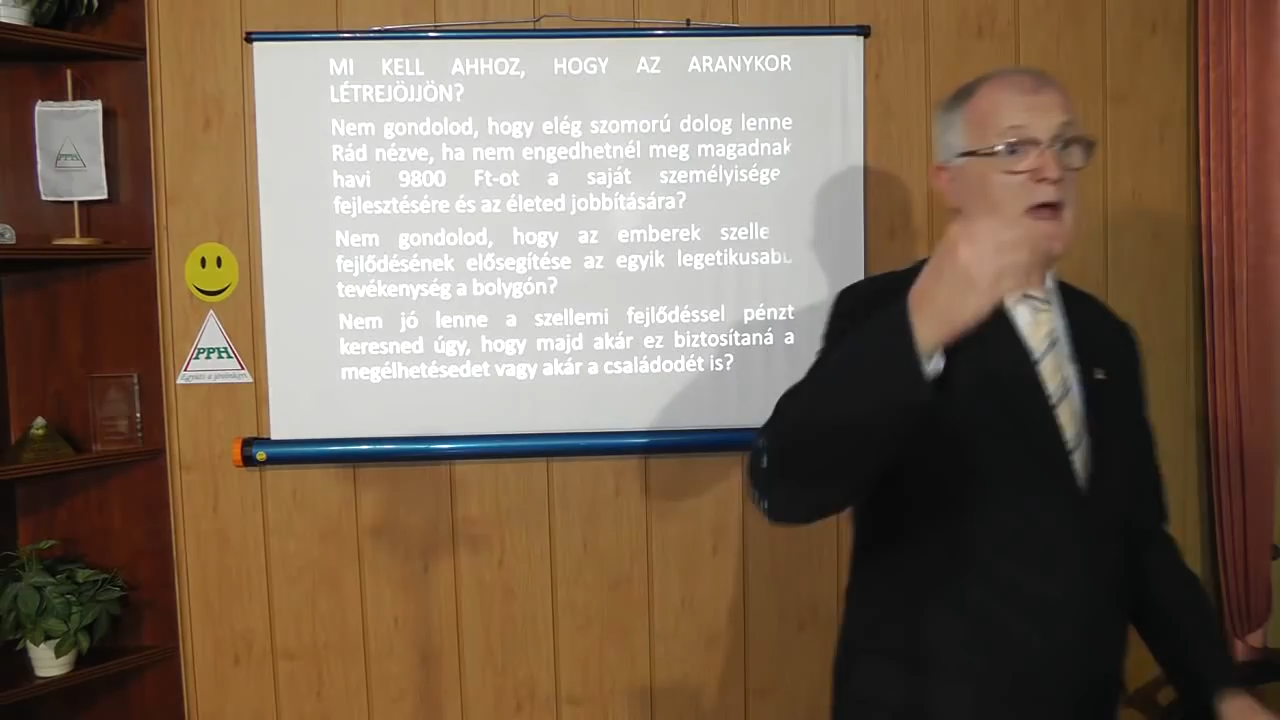 MI KELL AHHOZ, HOGY AZ ARANYKOR
LÉTREJÖJJÖN?
Nem gondolod, hogy elég szomorú dolog lenne
Rád nézve, ha nem engedhetnél meg magadnak
havi 9800 Ft-ot a saját személyisége
fejlesztésére és az életed jobbítására?
Nem gondolod, hogy az emberek szelle
fejlődésének elősegítése az egyik legetikusabb
tevékenység a bolygón?
Nem jó lenne a szellemi fejlődéssel pénzt
keresned úgy, hogy majd akár ez biztosítaná a
megélhetésedet vagy akár a családodét is?
PPH
PPH